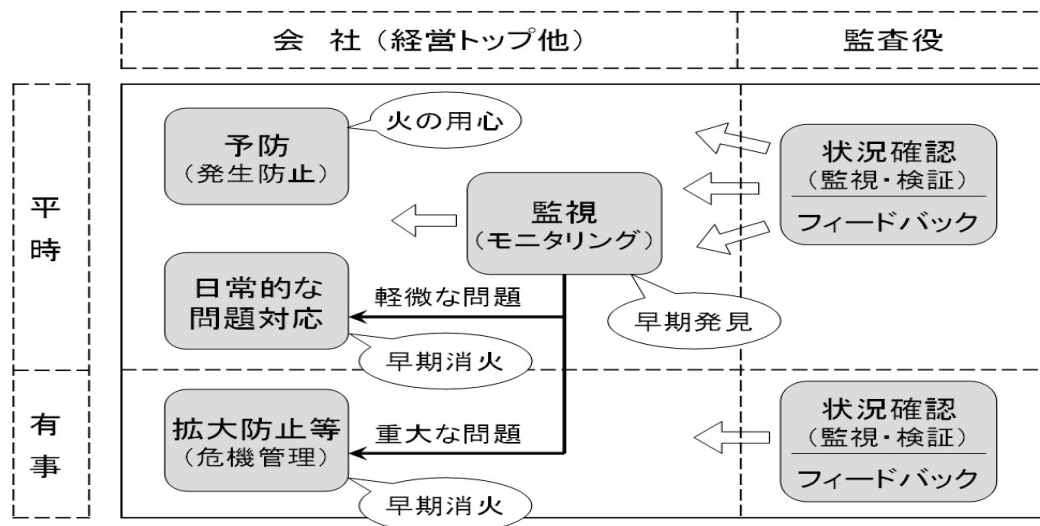 会 社（経営トップ他）
監査役
平時
予防
（発生防止）
火の用心
監視
（モニタリング）
早期発見
状況確認
（監視・検証）
フィードバック
日常的な
問題対応
軽微な問題
早期消火
有事
拡大防止等
（危機管理）
重大な問題
早期消火
状況確認
（監視・検証）
フィードバック